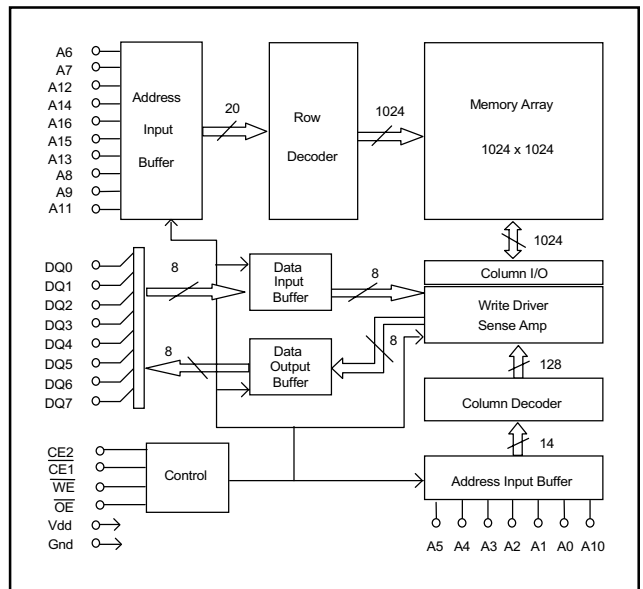 A6
A7
A12
A14
A16
A15
A13
A8
A9
A11
Address
Input
Buffer
20
Row
Decoder
1024
Memory Array
1024 x 1024
1024
DQ0
DQ1
DQ2
DQ3
DQ4
DQ5
DQ6
DQ7
8
Data
Input
Buffer
8
Column I/O
Write Driver
Sense Amp
8
Data
Output
Buffer
8
128
Column Decoder
14
Address Input Buffer
CE2
C̅E̅1̅
W̅E̅
O̅E̅
Vdd
Gnd
Control
A5 A4 A3 A2 A1 A0 A10